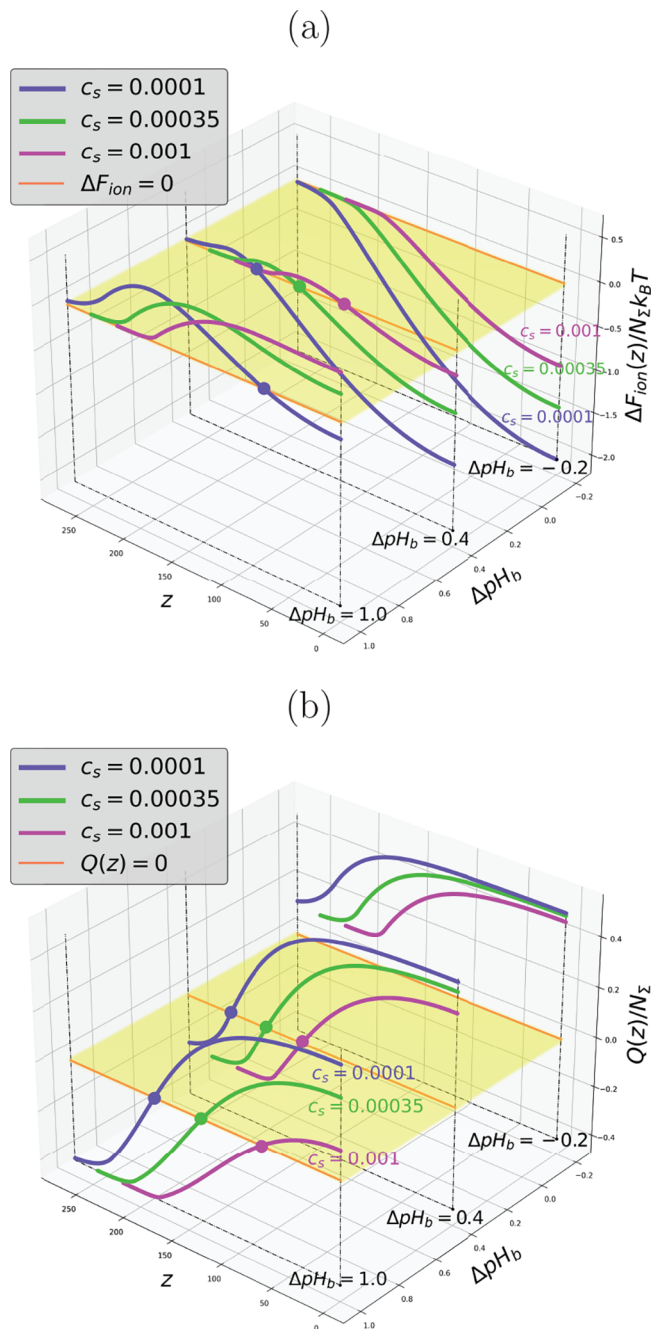 (a)
c_s = 0.0001
c_s = 0.00035
c_s = 0.001
ΔF_{ion} = 0
0.5
0.0
−0.5
−1.0
−1.5
−2.0
ΔF_{ion}(z)/N_Σ k_B T
c_s = 0.001
c_s = 0.00035
c_s = 0.0001
ΔpH_b = −0.2
ΔpH_b = 0.4
ΔpH_b = 1.0
250
200
150
100
50
0
z
−0.2
0.0
0.2
0.4
0.6
0.8
1.0
ΔpH_b
(b)
c_s = 0.0001
c_s = 0.00035
c_s = 0.001
Q(z) = 0
0.4
0.2
0.0
−0.2
−0.4
Q(z)/N_Σ
c_s = 0.0001
c_s = 0.00035
c_s = 0.001
ΔpH_b = −0.2
ΔpH_b = 0.4
ΔpH_b = 1.0
250
200
150
100
50
0
z
−0.2
0.0
0.2
0.4
0.6
0.8
1.0
ΔpH_b